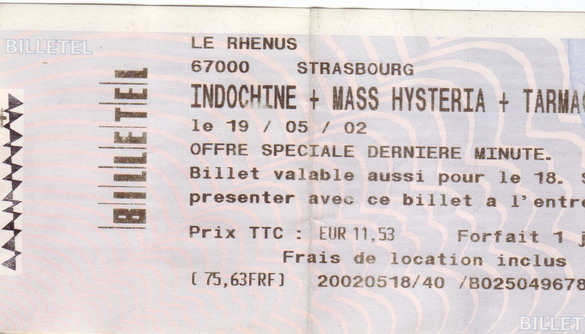 BILLETEL
BILLETEL
LE RHENUS
67000 STRASBOURG
INDOCHINE + MASS HYSTERIA + TARMAC
le 19 / 05 / 02
OFFRE SPECIALE DERNIERE MINUTE.
Billet valable aussi pour le 18. S
presenter avec ce billet a l'entre
Prix TTC : EUR 11,53 Forfait 1 j
Frais de location inclus
( 75,63FRF) 20020518/40 /B025049678
BILLET